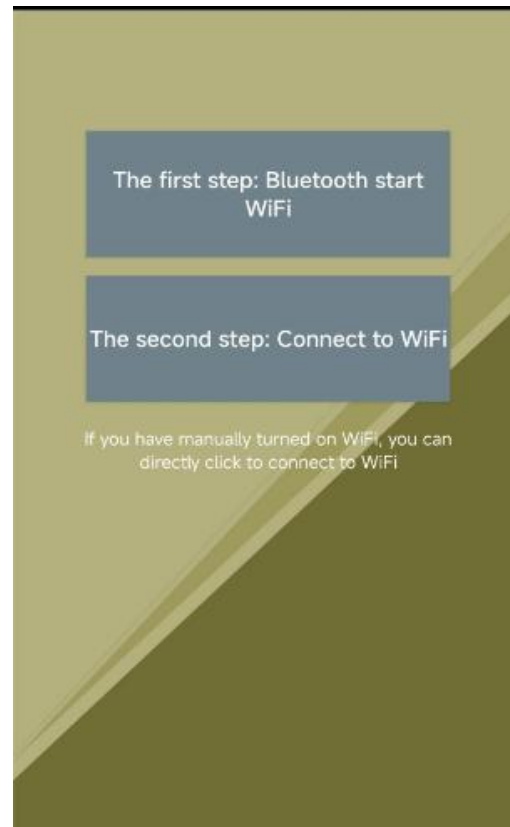 The first step: Bluetooth start
WiFi
The second step: Connect to WiFi
If you have manually turned on WiFi, you can
directly click to connect to WiFi